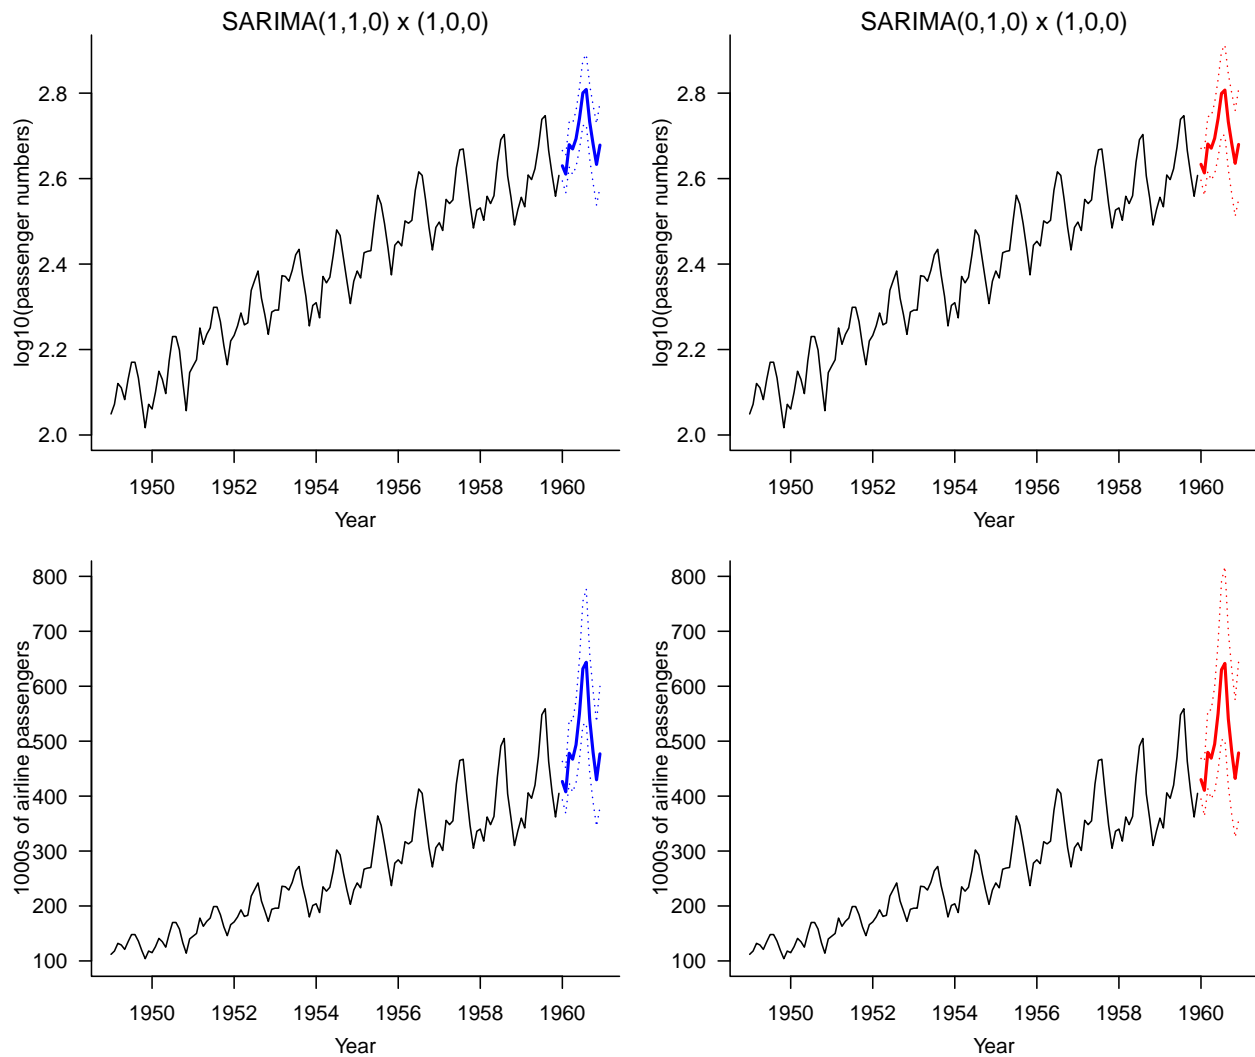 SARIMA(1,1,0) x (1,0,0)
log10(passenger numbers)
2.8
2.6
2.4
2.2
2.0
1950 1952 1954 1956 1958 1960
Year
SARIMA(0,1,0) x (1,0,0)
log10(passenger numbers)
2.8
2.6
2.4
2.2
2.0
1950 1952 1954 1956 1958 1960
Year
1000s of airline passengers
800
700
600
500
400
300
200
100
1950 1952 1954 1956 1958 1960
Year
1000s of airline passengers
800
700
600
500
400
300
200
100
1950 1952 1954 1956 1958 1960
Year